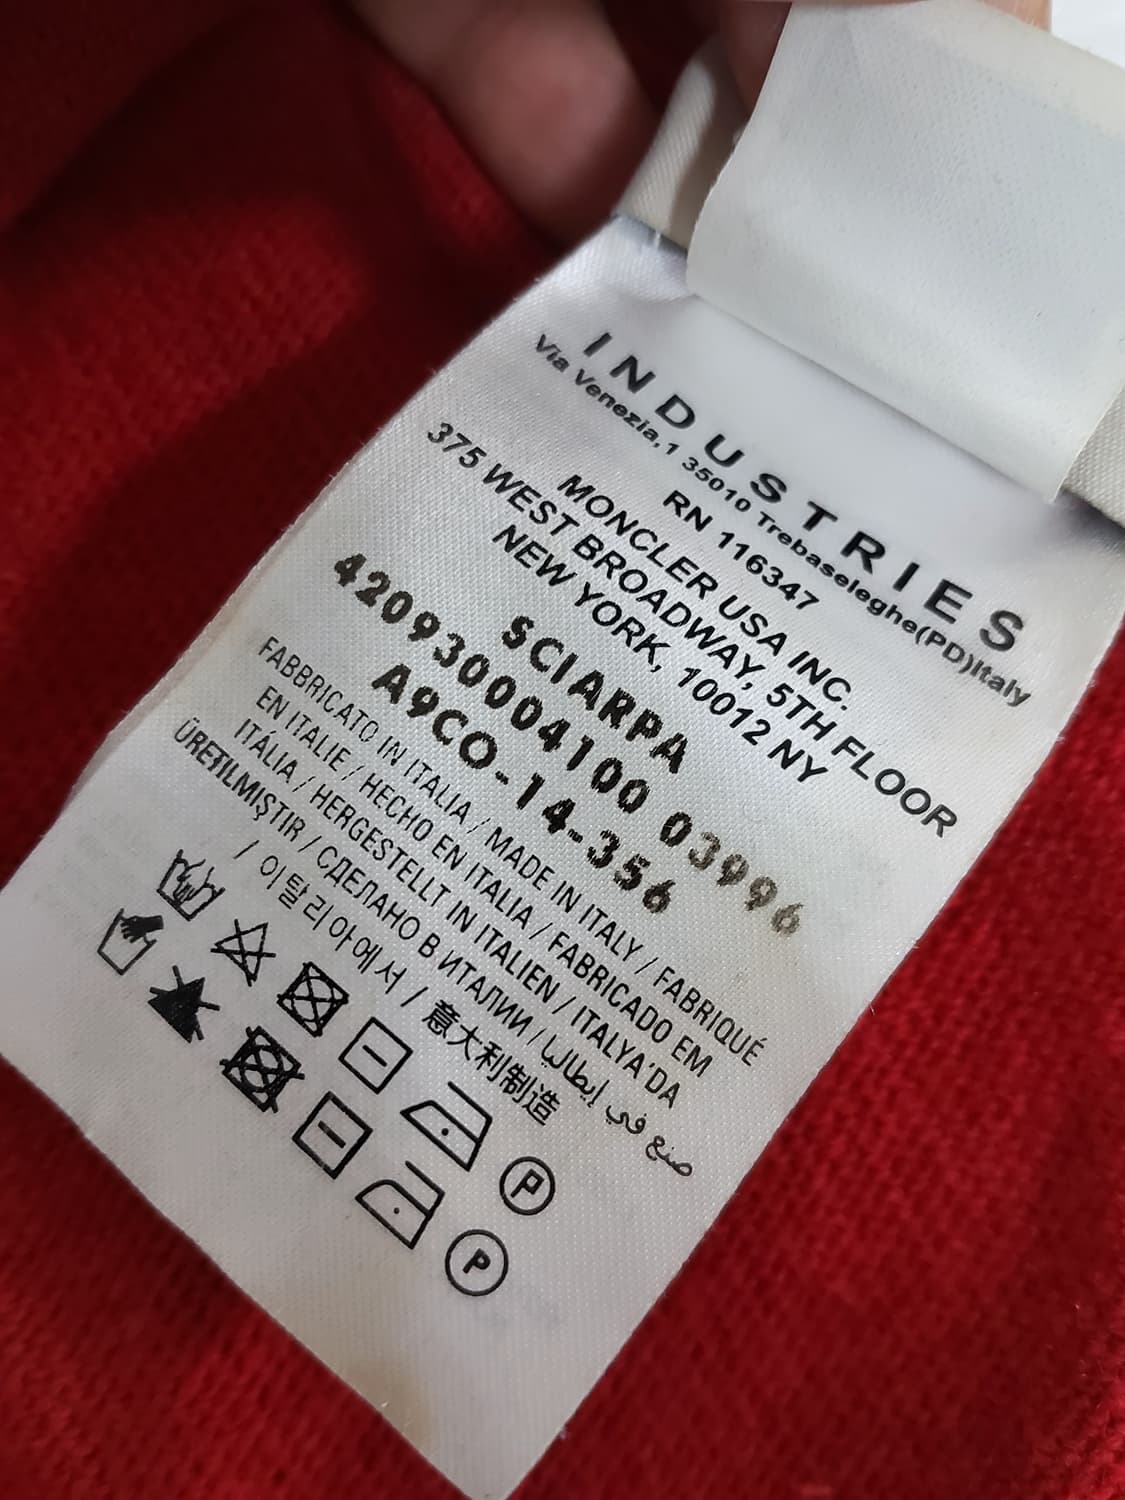 INDUSTRIES
Via Venezia,1 35010 Trebaseleghe(PD)Italy
RN 116347
MONCLER USA INC.
375 WEST BROADWAY, 5TH FLOOR
NEW YORK, 10012 NY
SCIARPA
420930004100 03996
A9CO-14-356
FABBRICATO IN ITALIA / MADE IN ITALY / FABRIQUÉ
EN ITALIE / HECHO EN ITALIA / FABRICADO EM
ITÁLIA / HERGESTELLT IN ITALIEN / ITALYA'DA
ÜRETILMIŞTIR / СДЕЛАНО В ИТАЛИИ / صنع في إيطاليا
/ 이탈리아에서 / 意大利制造
P
P